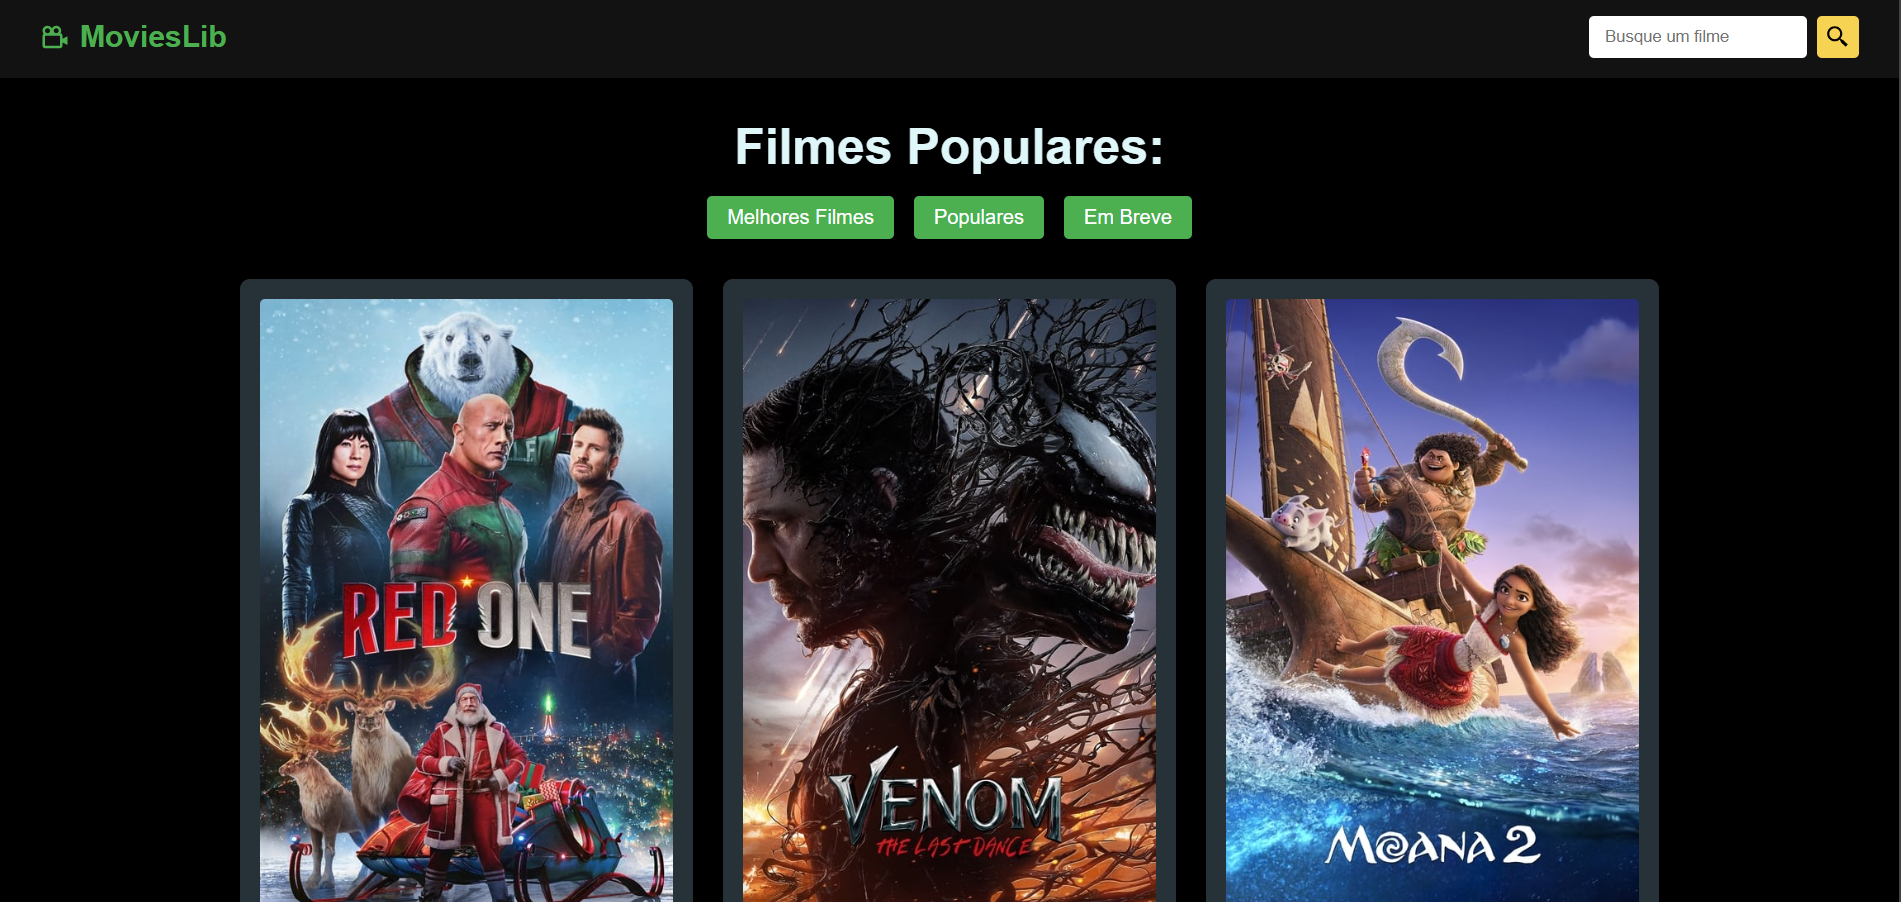 MoviesLib
Busque um filme
Filmes Populares:
Melhores Filmes
Populares
Em Breve
RED ONE
VENOM
THE LAST DANCE
MOANA 2